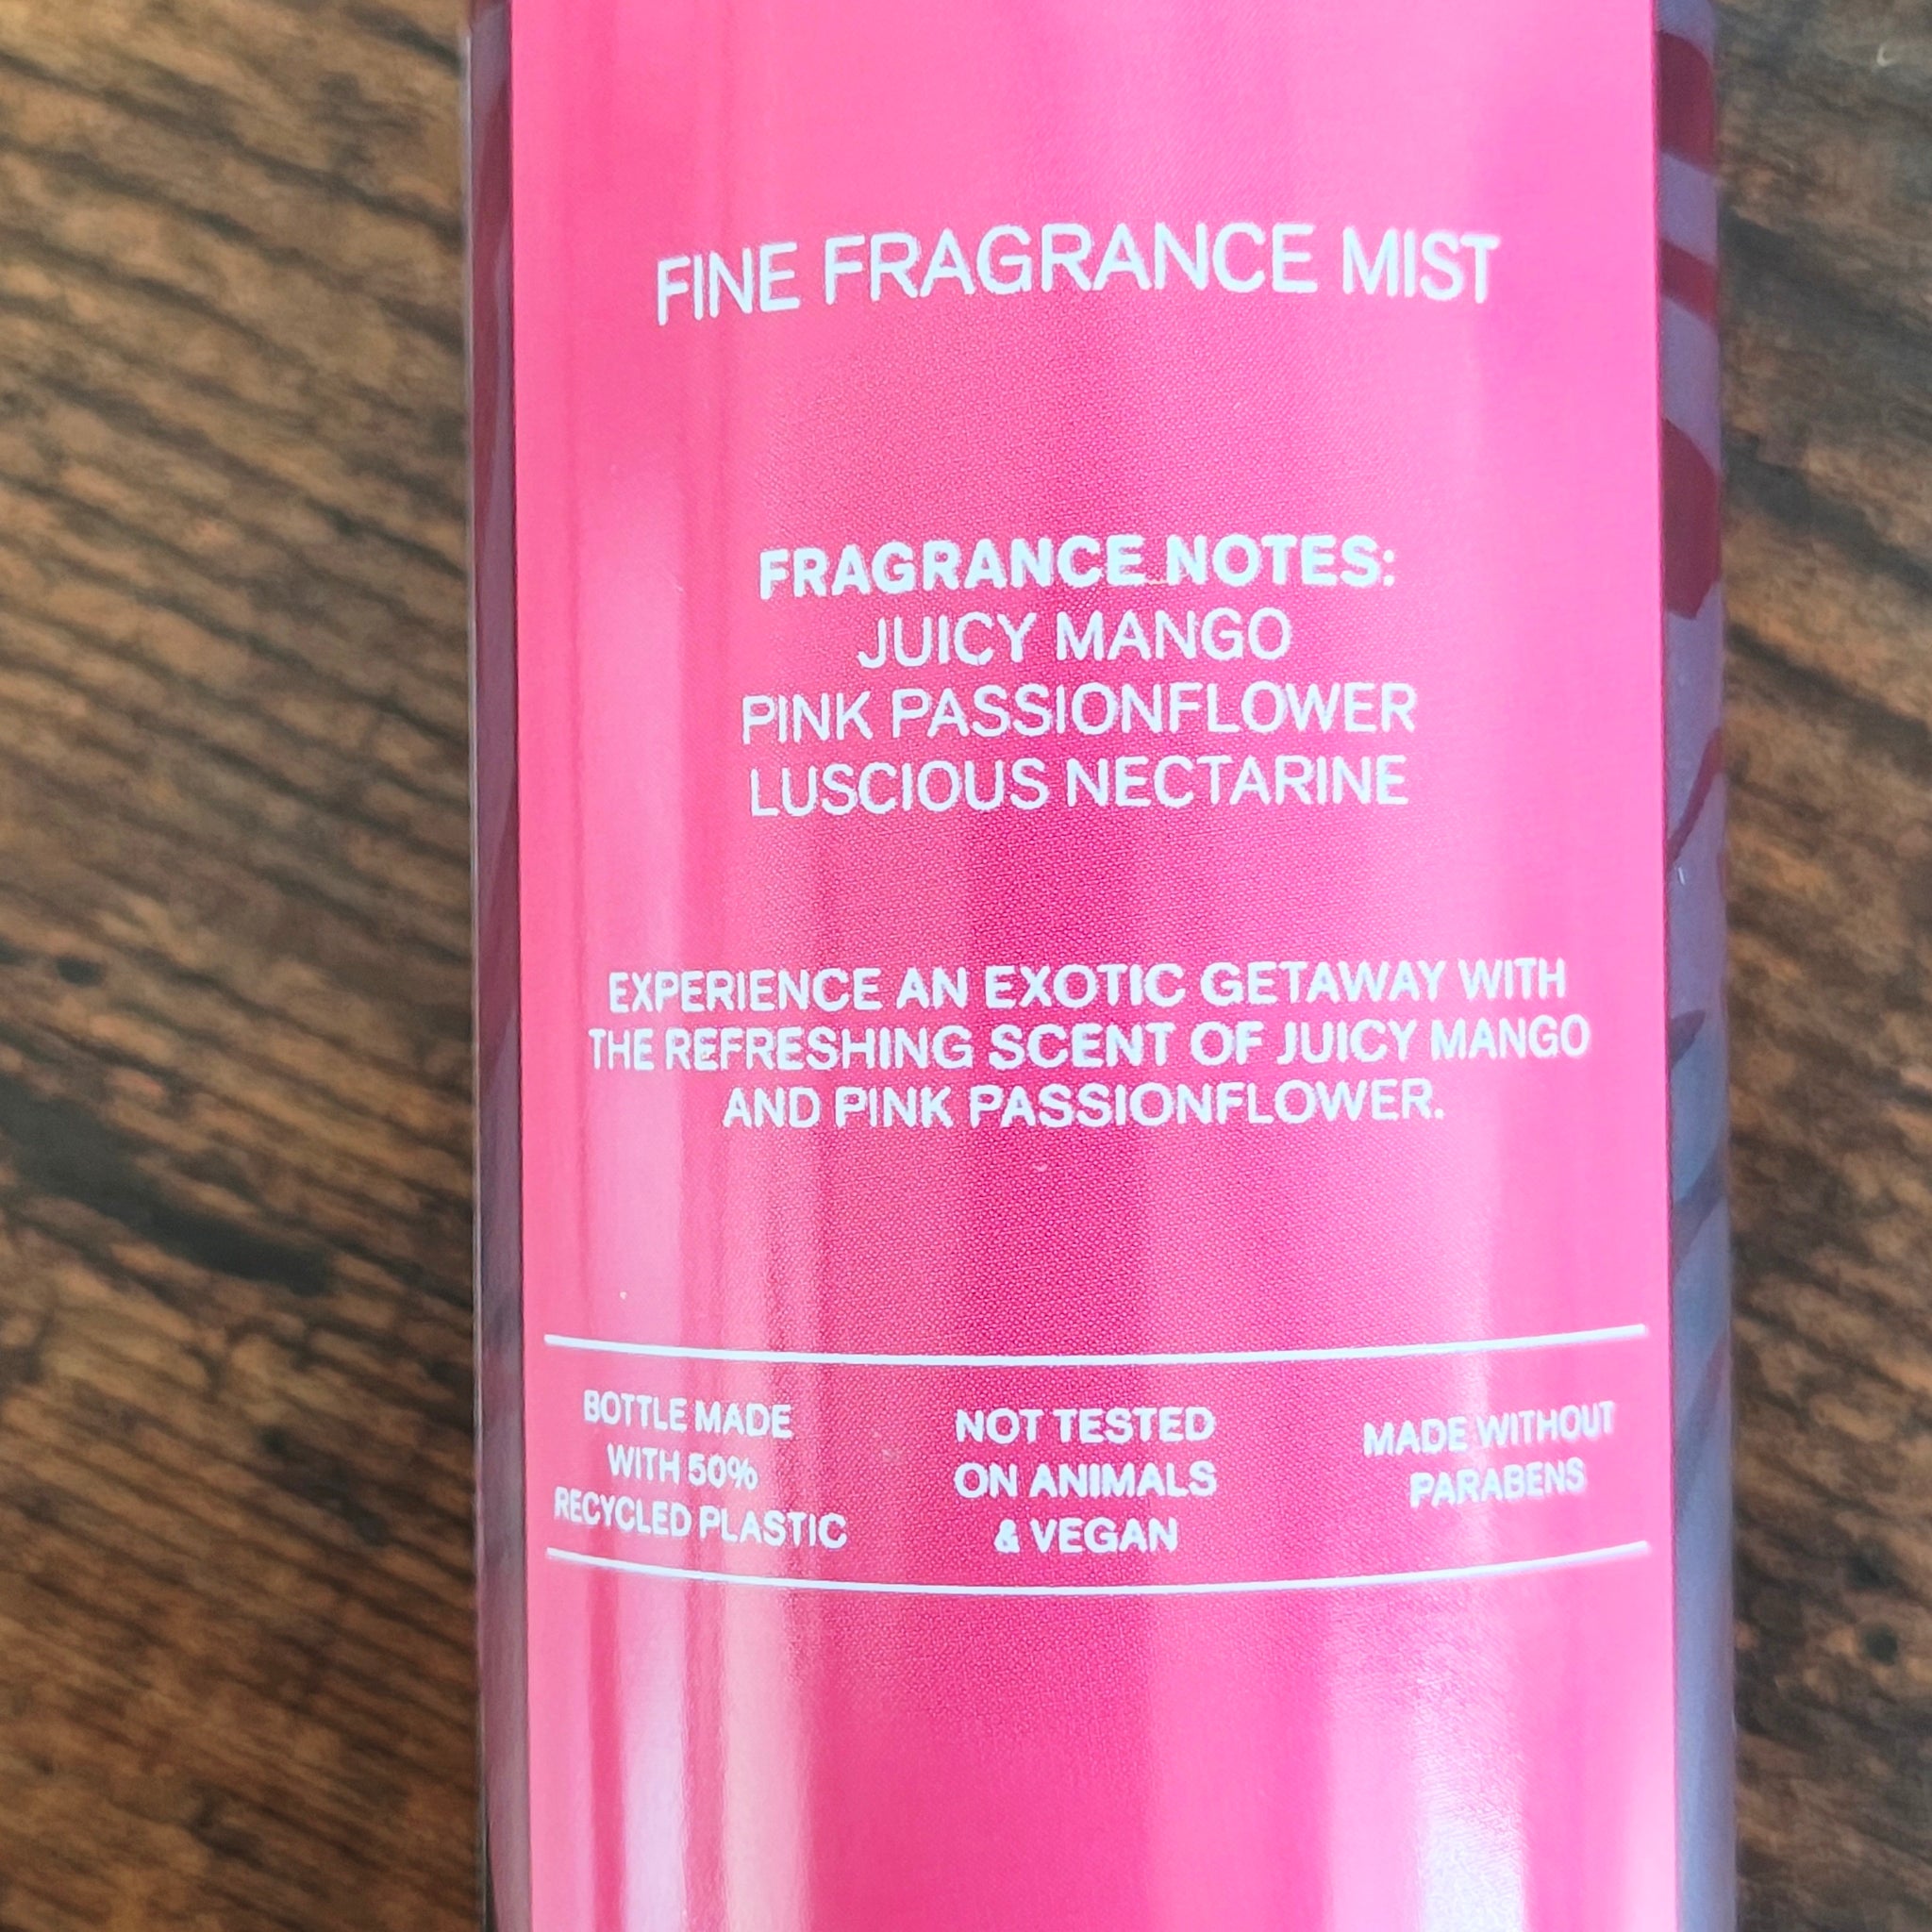 FINE FRAGRANCE MIST
FRAGRANCE NOTES:
JUICY MANGO
PINK PASSIONFLOWER
LUSCIOUS NECTARINE
EXPERIENCE AN EXOTIC GETAWAY WITH
THE REFRESHING SCENT OF JUICY MANGO
AND PINK PASSIONFLOWER.
BOTTLE MADE
WITH 50%
RECYCLED PLASTIC
NOT TESTED
ON ANIMALS
& VEGAN
MADE WITHOUT
PARABENS